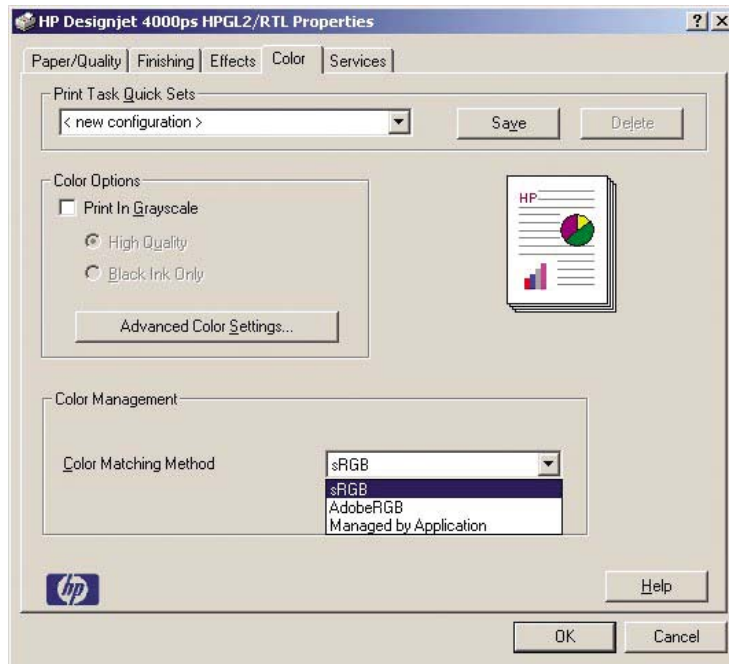 HP Designjet 4000ps HPGL2/RTL Properties
Paper/Quality Finishing Effects Color Services
Print Task Quick Sets
< new configuration >
Save
Delete
Color Options
Print In Grayscale
High Quality
Black Ink Only
Advanced Color Settings...
HP
Color Management
Color Matching Method
sRGB
sRGB
AdobeRGB
Managed by Application
hp
Help
OK
Cancel